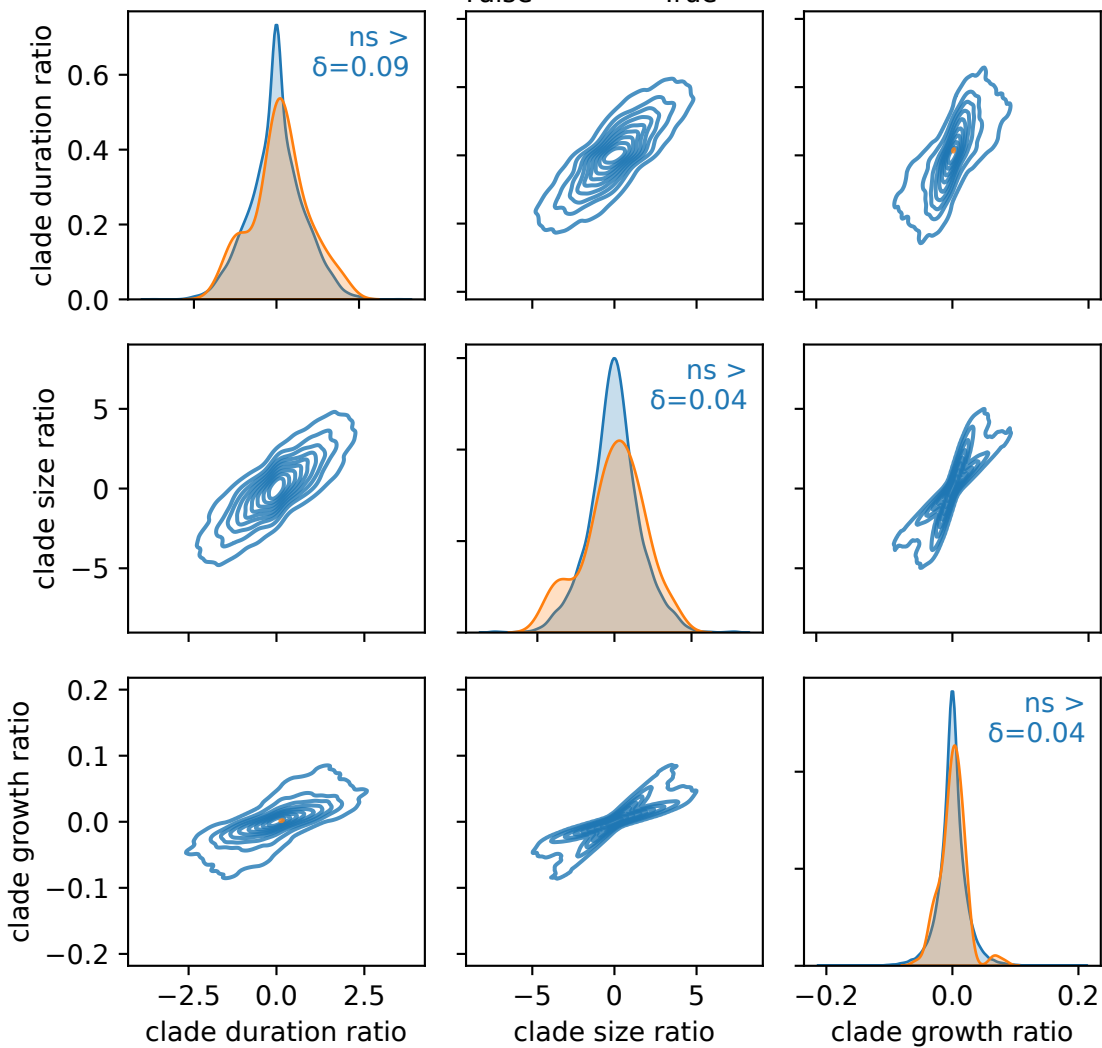 clade duration ratio
0.6
0.4
0.2
0.0
ns >
δ=0.09
clade size ratio
5
0
−5
ns >
δ=0.04
clade growth ratio
0.2
0.1
0.0
−0.1
−0.2
ns >
δ=0.04
−2.5 0.0 2.5
−5 0 5
−0.2 0.0 0.2
clade duration ratio
clade size ratio
clade growth ratio